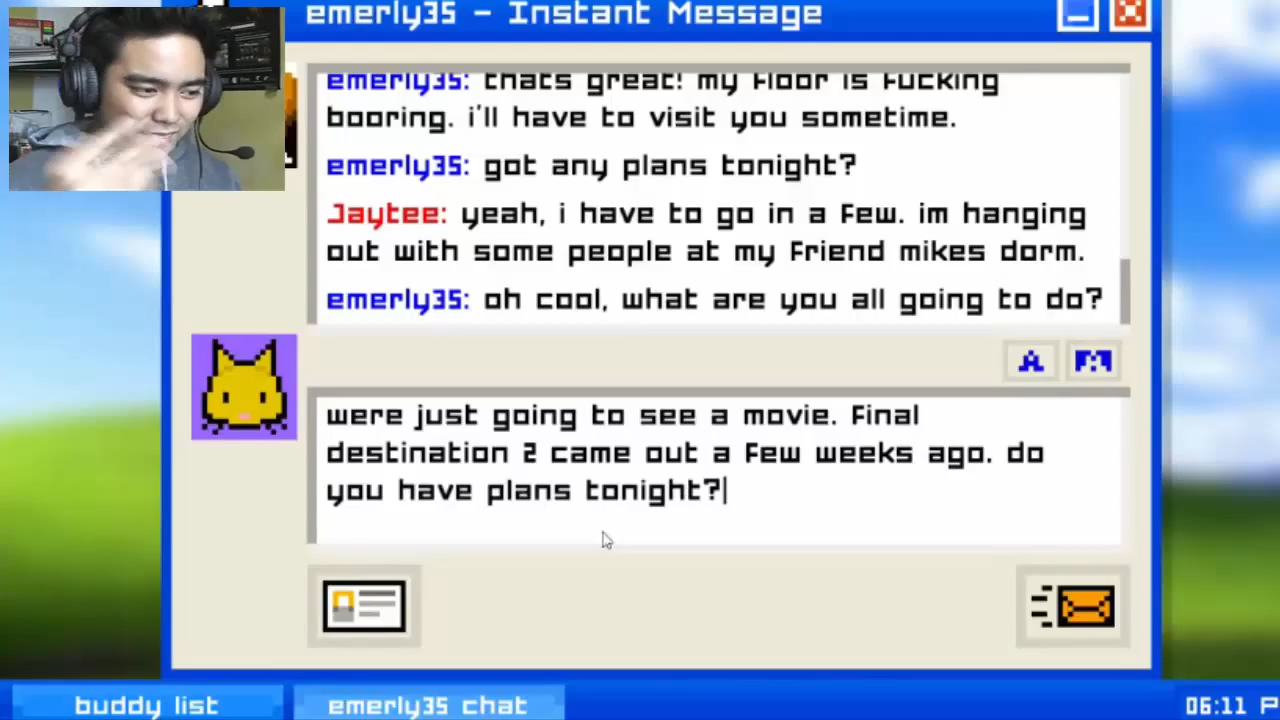 emerly35 - Instant Message
emerly35: thats great! my floor is fucking
booring. i'll have to visit you sometime.
emerly35: got any plans tonight?
Jaytee: yeah, i have to go in a few. im hanging
out with some people at my friend mikes dorm.
emerly35: oh cool, what are you all going to do?
A
were just going to see a movie. final
destination 2 came out a few weeks ago. do
you have plans tonight?
buddy list
emerly35 chat
06:11 P